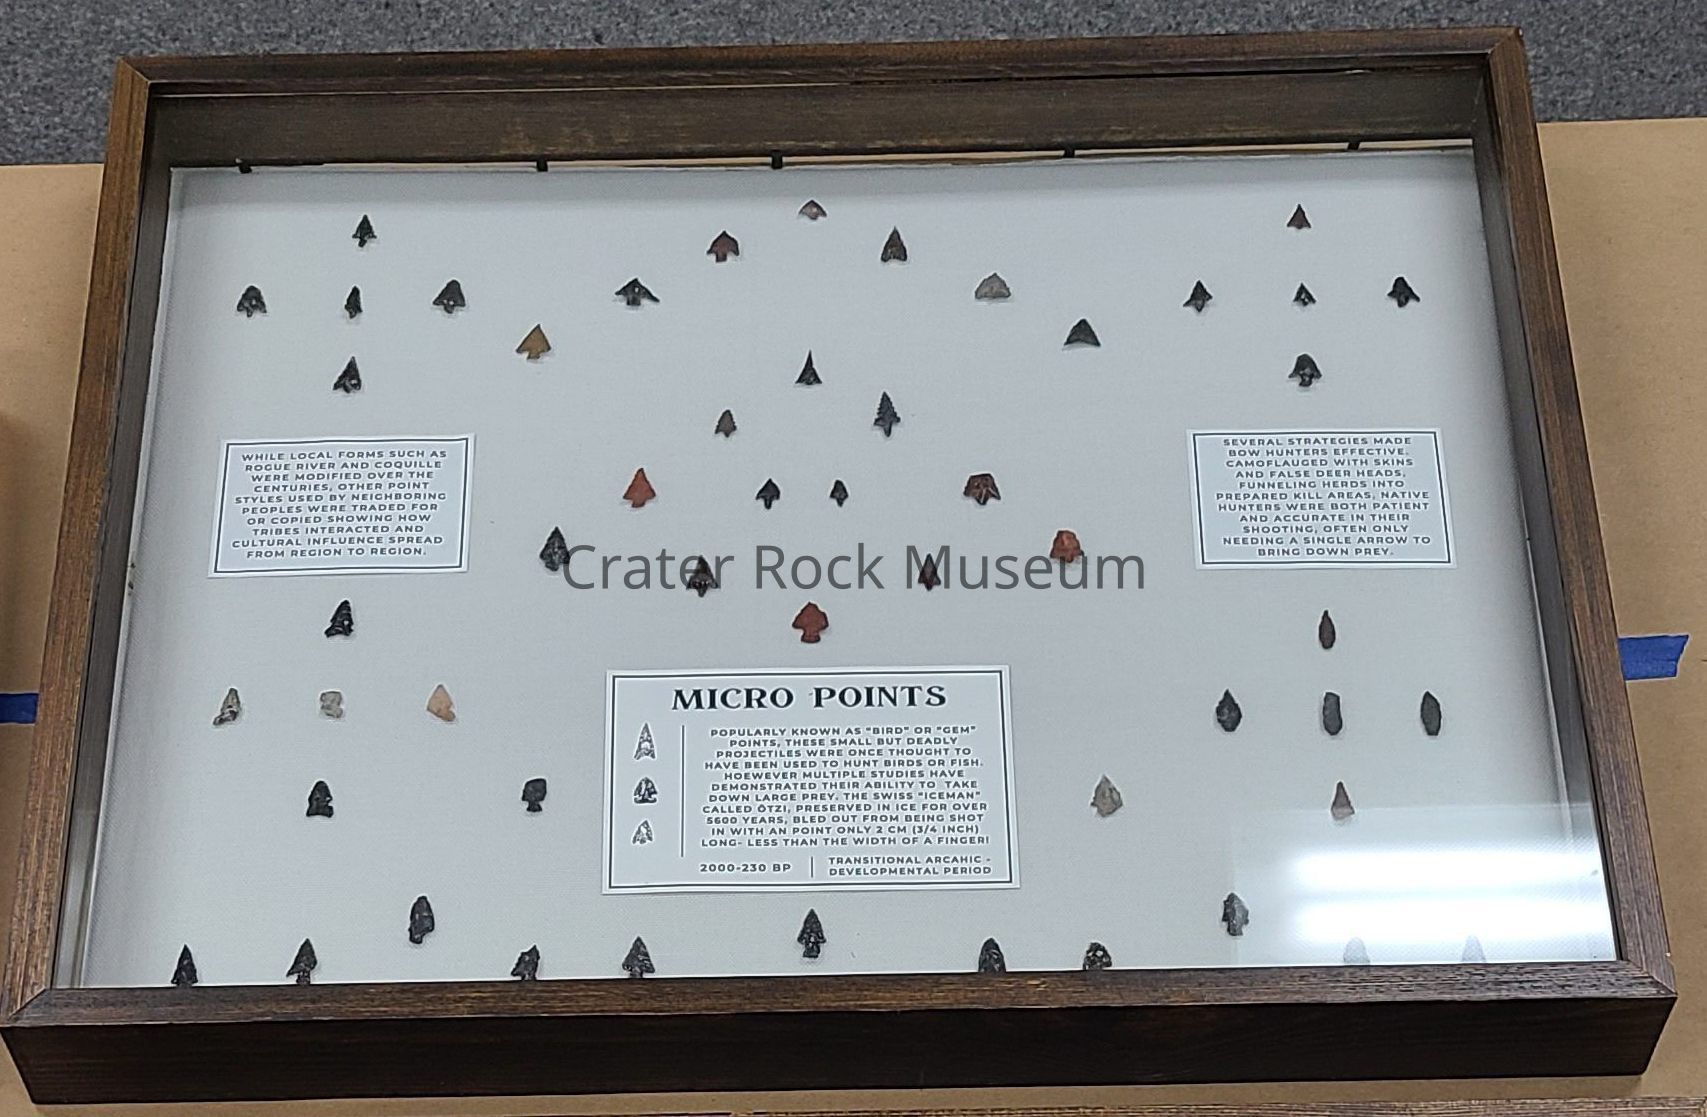 WHILE LOCAL FORMS SUCH AS
ROGUE RIVER AND COQUILLE
WERE MODIFIED OVER THE
CENTURIES, OTHER POINT
STYLES USED BY NEIGHBORING
PEOPLES WERE TRADED FOR
OR COPIED SHOWING HOW
TRIBES INTERACTED AND
CULTURAL INFLUENCE SPREAD
FROM REGION TO REGION.
SEVERAL STRATEGIES MADE
BOW HUNTERS EFFECTIVE.
CAMOFLAUGED WITH SKINS
AND FALSE DEER HEADS,
FUNNELING HERDS INTO
PREPARED KILL AREAS, NATIVE
HUNTERS WERE BOTH PATIENT
AND ACCURATE IN THEIR
SHOOTING, OFTEN ONLY
NEEDING A SINGLE ARROW TO
BRING DOWN PREY.
Crater Rock Museum
MICRO POINTS
POPULARLY KNOWN AS "BIRD" OR "GEM"
POINTS, THESE SMALL BUT DEADLY
PROJECTILES WERE ONCE THOUGHT TO
HAVE BEEN USED TO HUNT BIRDS OR FISH.
HOEWEVER MULTIPLE STUDIES HAVE
DEMONSTRATED THEIR ABILITY TO TAKE
DOWN LARGE PREY. THE SWISS "ICEMAN"
CALLED ÖTZI, PRESERVED IN ICE FOR OVER
5600 YEARS, BLED OUT FROM BEING SHOT
IN WITH AN POINT ONLY 2 CM (3/4 INCH)
LONG- LESS THAN THE WIDTH OF A FINGER!
2000-230 BP
TRANSITIONAL ARCAHIC -
DEVELOPMENTAL PERIOD